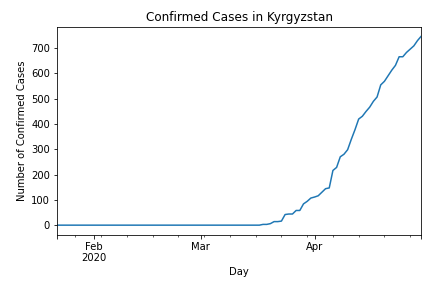 Confirmed Cases in Kyrgyzstan
Number of Confirmed Cases
700
600
500
400
300
200
100
0
Feb Mar Apr
2020
Day